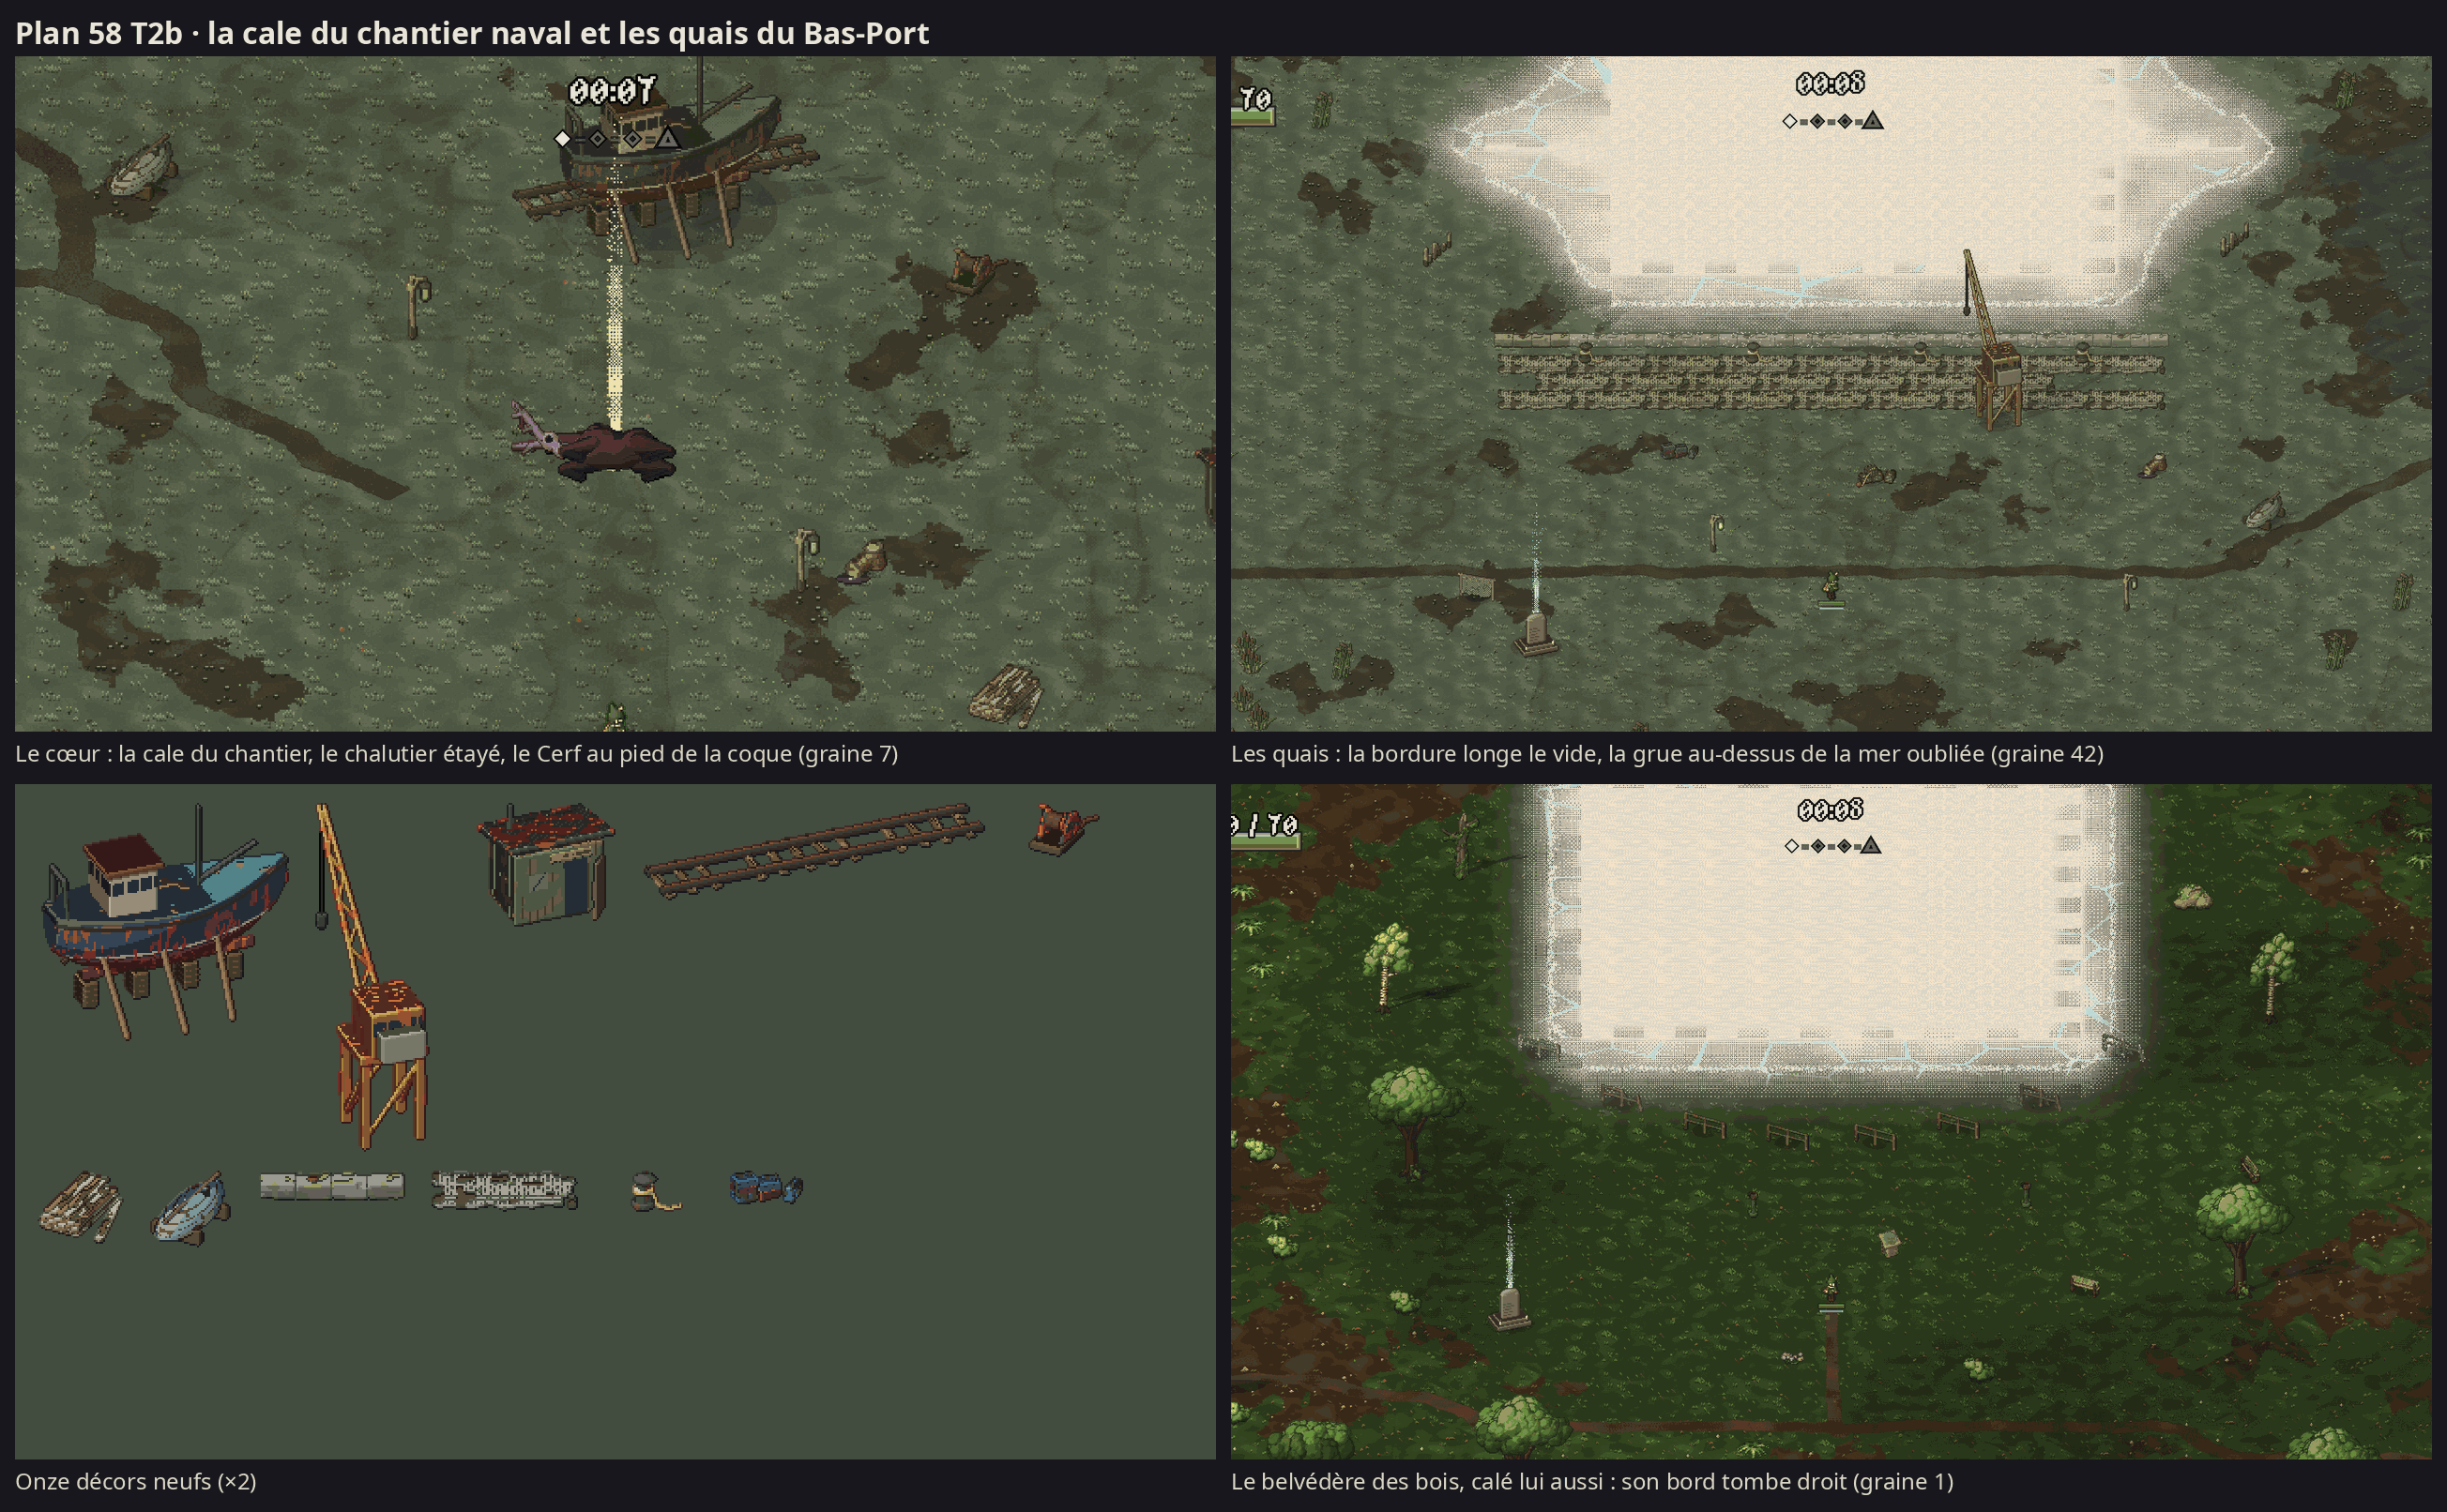 Plan 58 T2b · la cale du chantier naval et les quais du Bas-Port
00:07
70
00:08
Le cœur : la cale du chantier, le chalutier étayé, le Cerf au pied de la coque (graine 7)
Les quais : la bordure longe le vide, la grue au-dessus de la mer oubliée (graine 42)
0/70
00:08
Onze décors neufs (×2)
Le belvédère des bois, calé lui aussi : son bord tombe droit (graine 1)